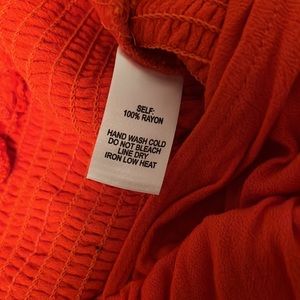 SELF-
100% RAYON
HAND WASH COLD
DO NOT BLEACH
LINE DRY
IRON LOW HEAT